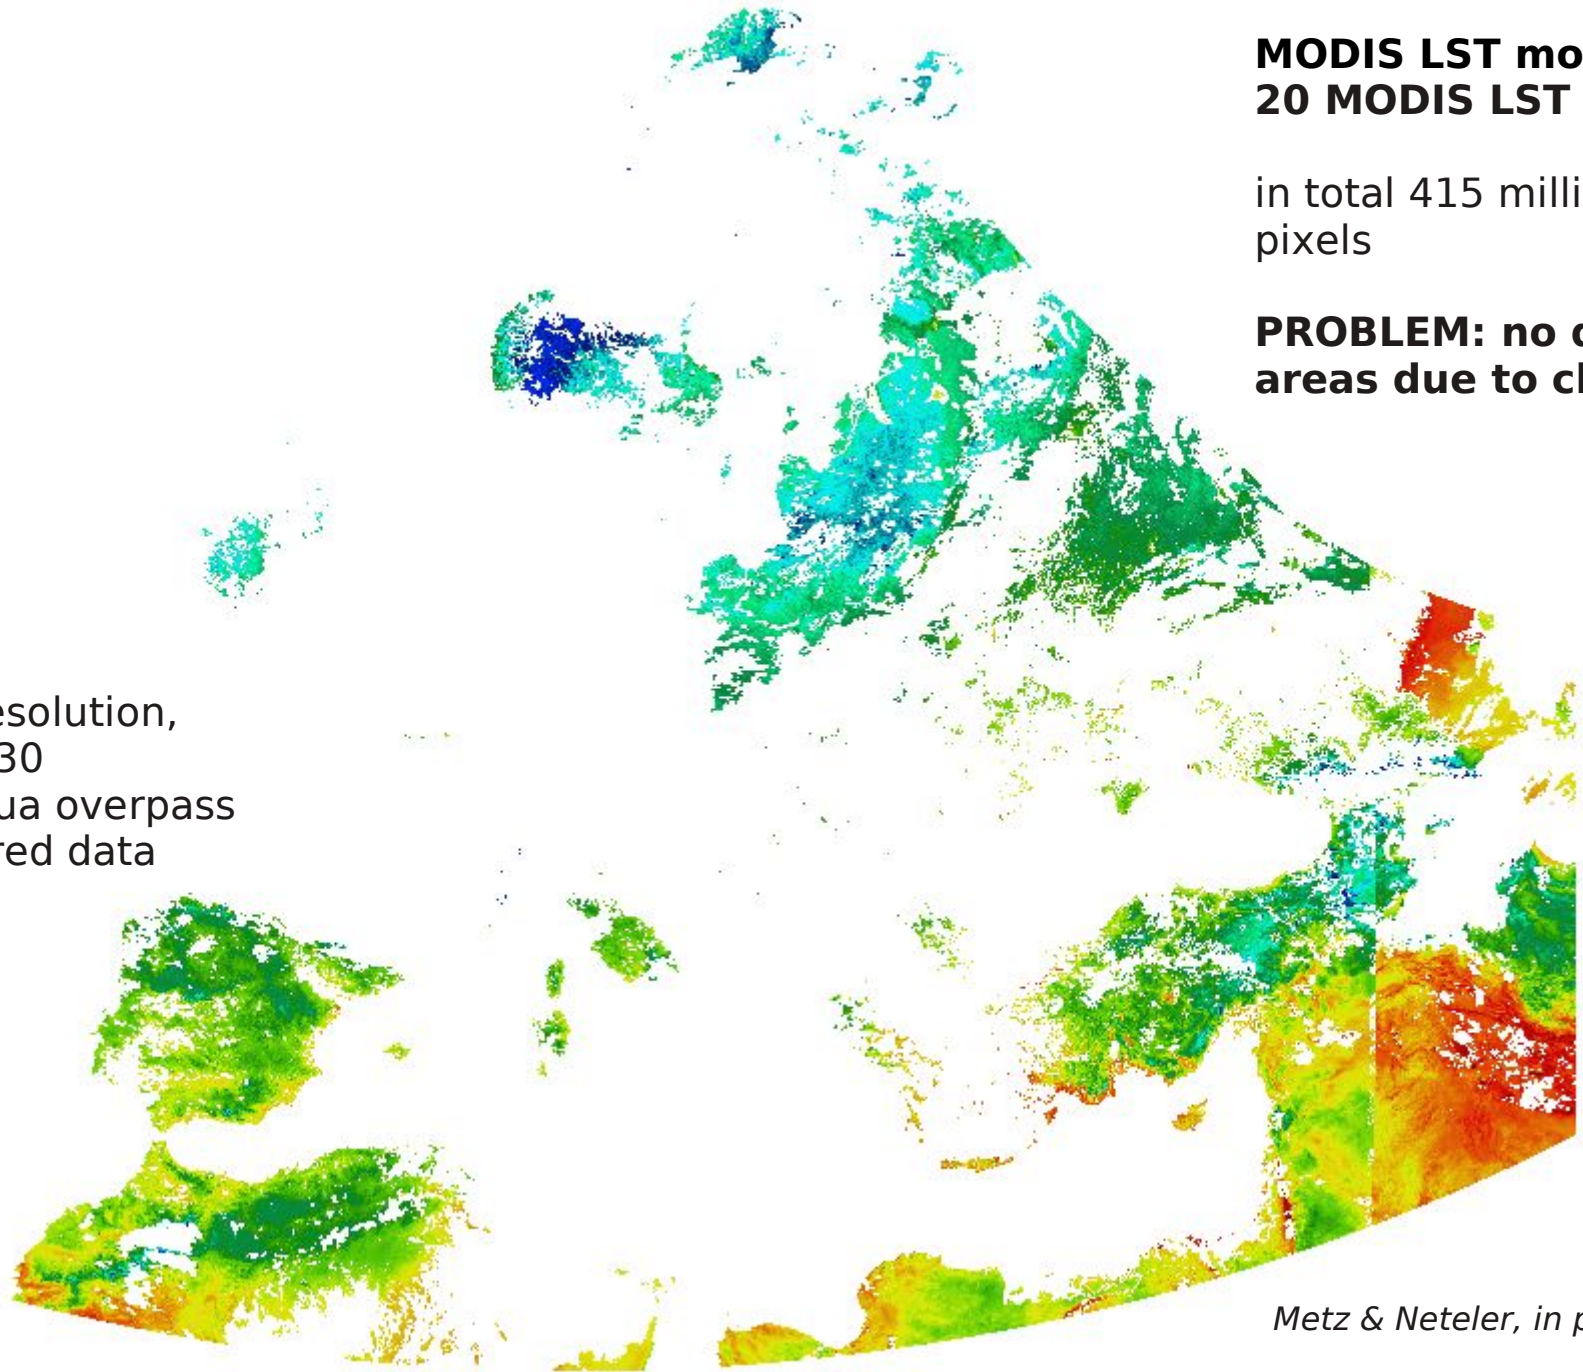 MODIS LST mo
20 MODIS LST
in total 415 milli
pixels
PROBLEM: no d
areas due to cl
esolution,
30
ua overpass
red data
Metz & Neteler, in p